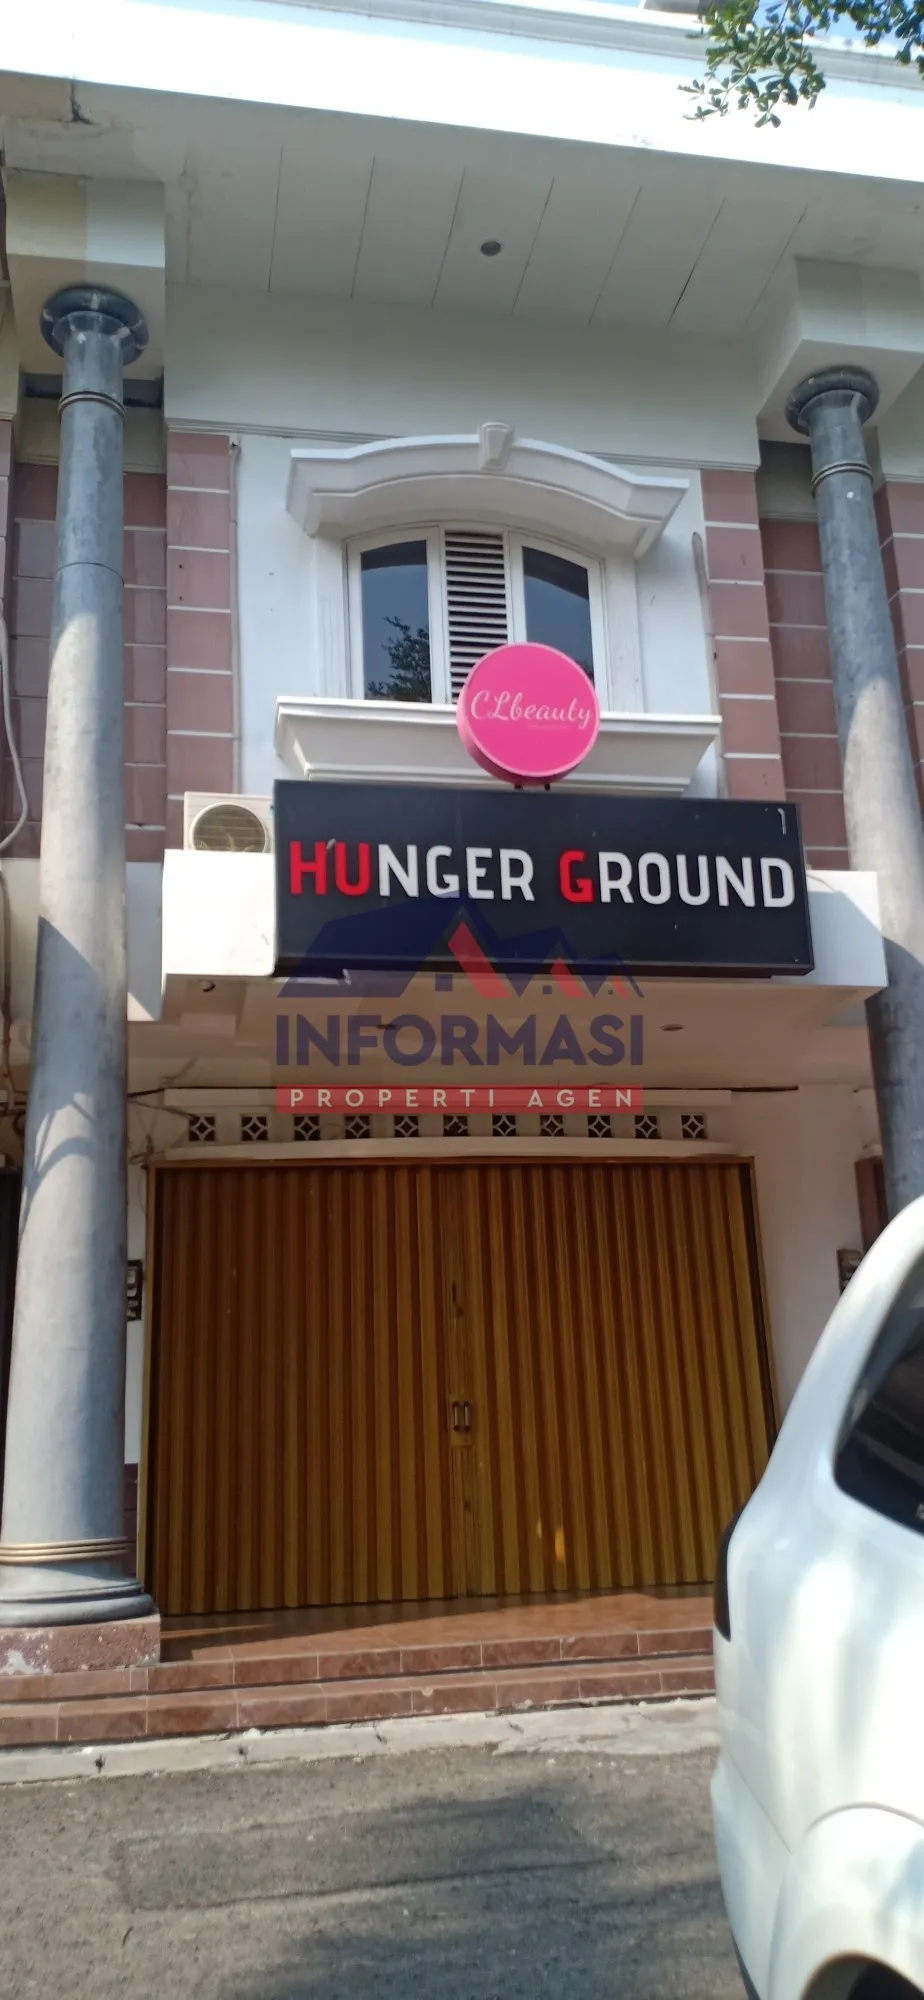 CLbeauty
HUNGER GROUND
INFORMASI
PROPERTI AGEN